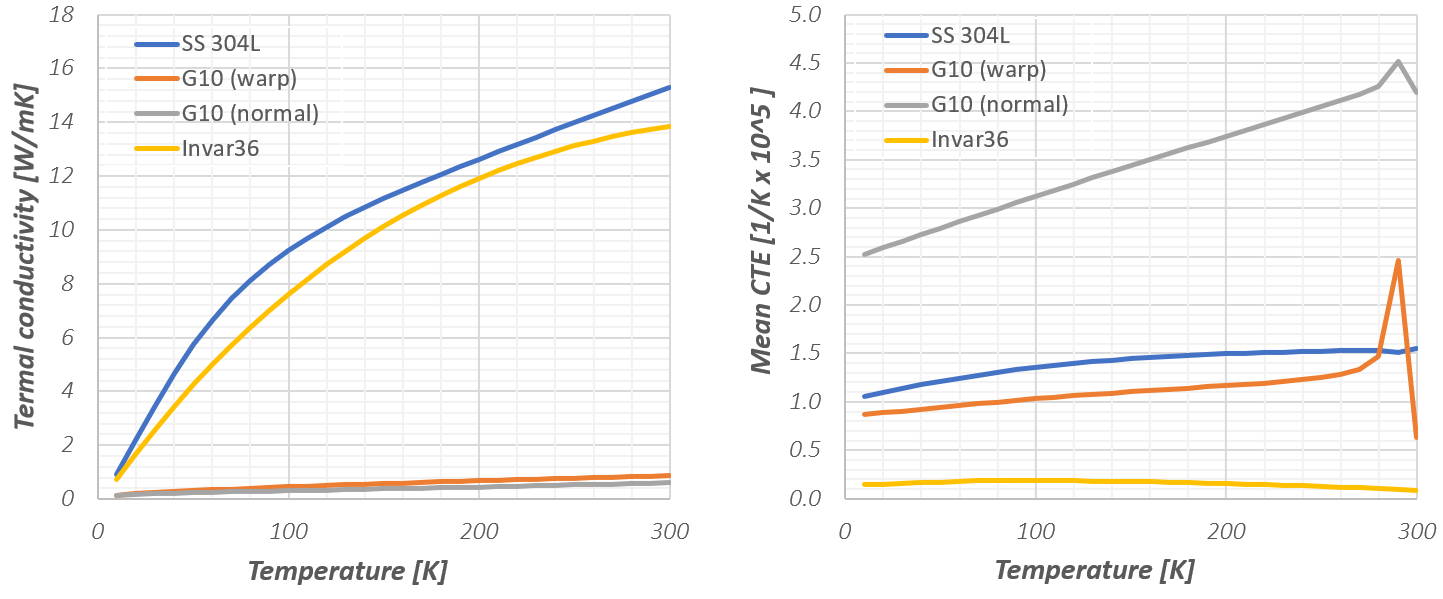 18
16
14
12
10
8
6
4
2
0
Termal conductivity [W/mK]
SS 304L
G10 (warp)
G10 (normal)
Invar36
0
100
200
300
Temperature [K]
5.0
4.5
4.0
3.5
3.0
2.5
2.0
1.5
1.0
0.5
0.0
Mean CTE [1/K x 10^5 ]
SS 304L
G10 (warp)
G10 (normal)
Invar36
0
100
200
300
Temperature [K]